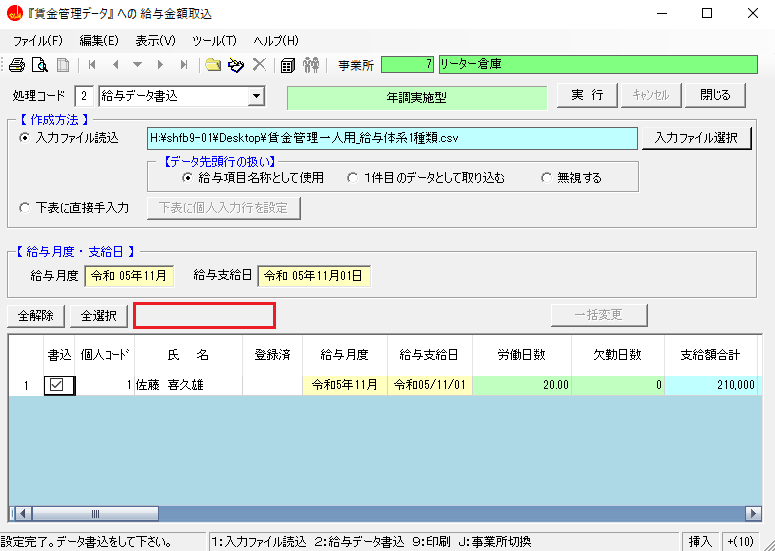 『賃金管理データ』への 給与金額取込
ファイル(F) 編集(E) 表示(V) ツール(T) ヘルプ(H)
事業所 7 リーター倉庫
処理コード 2 給与データ書込 年調実施型 実 行 キャンセル 閉じる
【 作成方法 】
入力ファイル読込 H:¥shfb9-01¥Desktop¥賃金管理一人用_給与体系1種類.csv 入力ファイル選択
【データ先頭行の扱い】
給与項目名称として使用 1件目のデータとして取り込む 無視する
下表に直接手入力 下表に個人入力行を設定
【 給与月度・支給日 】
給与月度 令和 05年11月 給与支給日 令和 05年11月01日
全解除 全選択 一括変更
書込 個人コード 氏 名 登録済 給与月度 給与支給日 労働日数 欠勤日数 支給額合計
1 1 佐藤 喜久雄 令和5年11月 令和05/11/01 20.00 0 210,000
設定完了。データ書込をして下さい。 1:入力ファイル読込 2:給与データ書込 9:印刷 J:事業所切換 挿入 +(10)